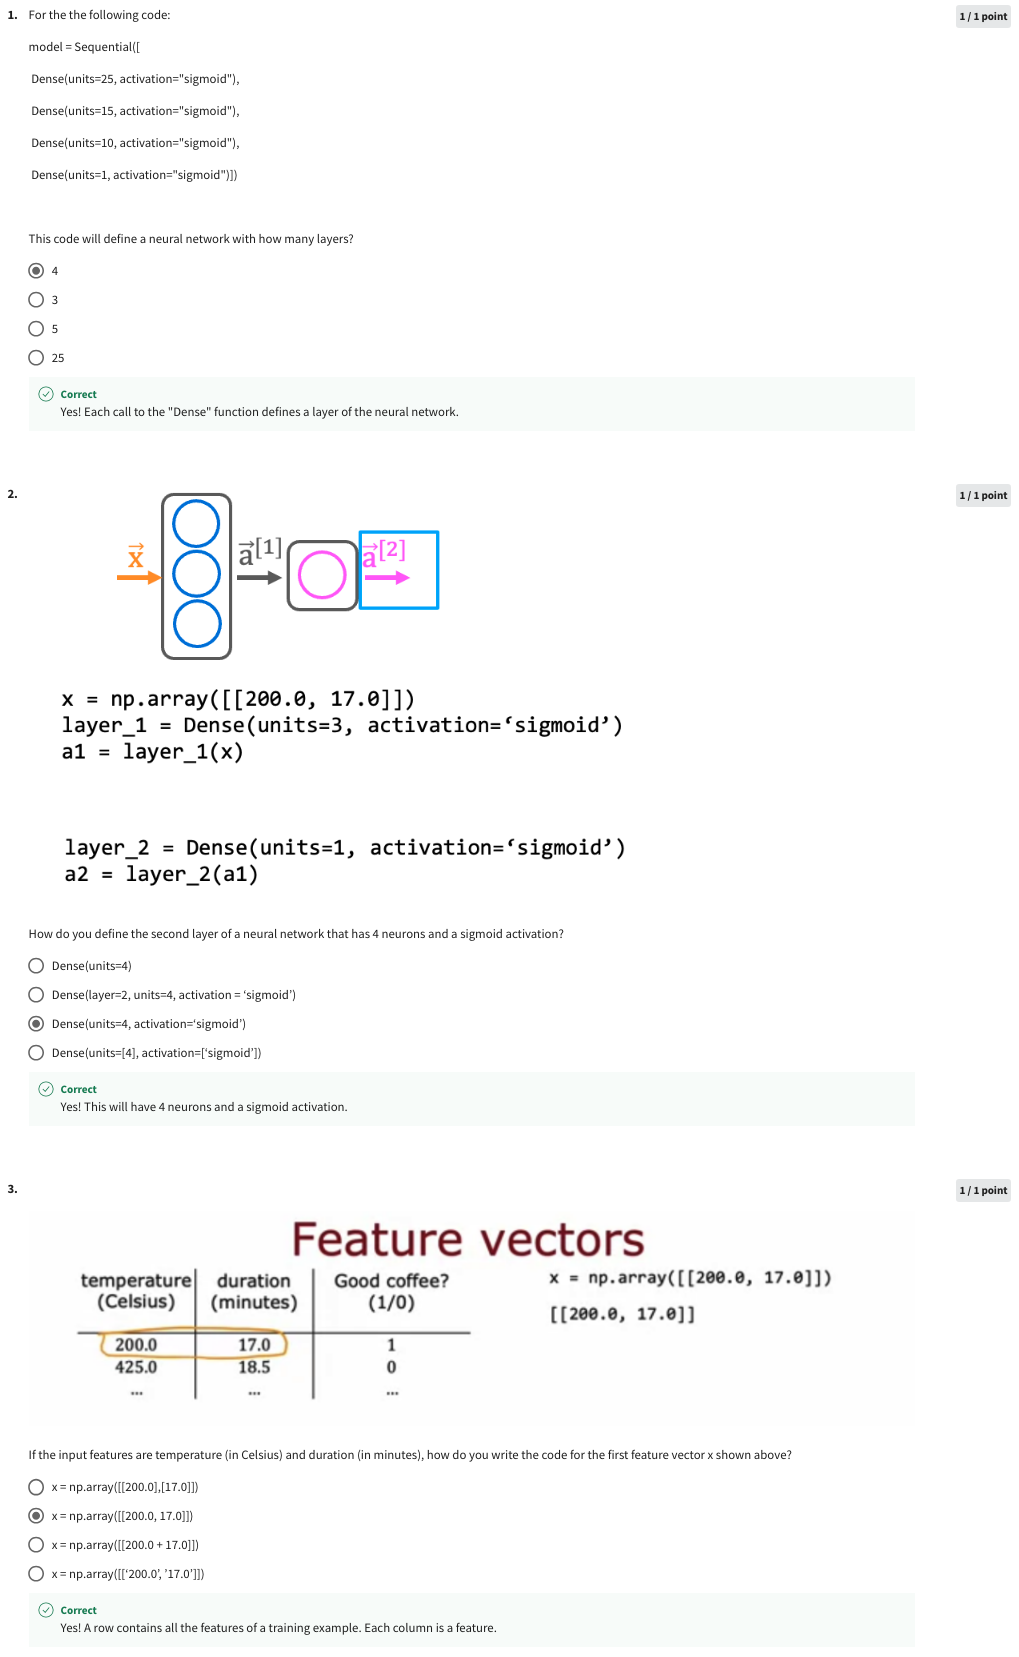 1. For the the following code:
1 / 1 point
model = Sequential([
Dense(units=25, activation="sigmoid"),
Dense(units=15, activation="sigmoid"),
Dense(units=10, activation="sigmoid"),
Dense(units=1, activation="sigmoid")])
This code will define a neural network with how many layers?
4
3
5
25
Correct
Yes! Each call to the "Dense" function defines a layer of the neural network.
2.
1 / 1 point
x⃗ a⃗[1] a⃗[2]
x = np.array([[200.0, 17.0]])
layer_1 = Dense(units=3, activation=‘sigmoid’)
a1 = layer_1(x)
layer_2 = Dense(units=1, activation=‘sigmoid’)
a2 = layer_2(a1)
How do you define the second layer of a neural network that has 4 neurons and a sigmoid activation?
Dense(units=4)
Dense(layer=2, units=4, activation = ‘sigmoid’)
Dense(units=4, activation=‘sigmoid’)
Dense(units=[4], activation=[‘sigmoid’])
Correct
Yes! This will have 4 neurons and a sigmoid activation.
3.
1 / 1 point
Feature vectors
temperature duration Good coffee?
(Celsius) (minutes) (1/0)
200.0 17.0 1
425.0 18.5 0
... ... ...
x = np.array([[200.0, 17.0]])
[[200.0, 17.0]]
If the input features are temperature (in Celsius) and duration (in minutes), how do you write the code for the first feature vector x shown above?
x = np.array([[200.0],[17.0]])
x = np.array([[200.0, 17.0]])
x = np.array([[200.0 + 17.0]])
x = np.array([[‘200.0’, ’17.0’]])
Correct
Yes! A row contains all the features of a training example. Each column is a feature.